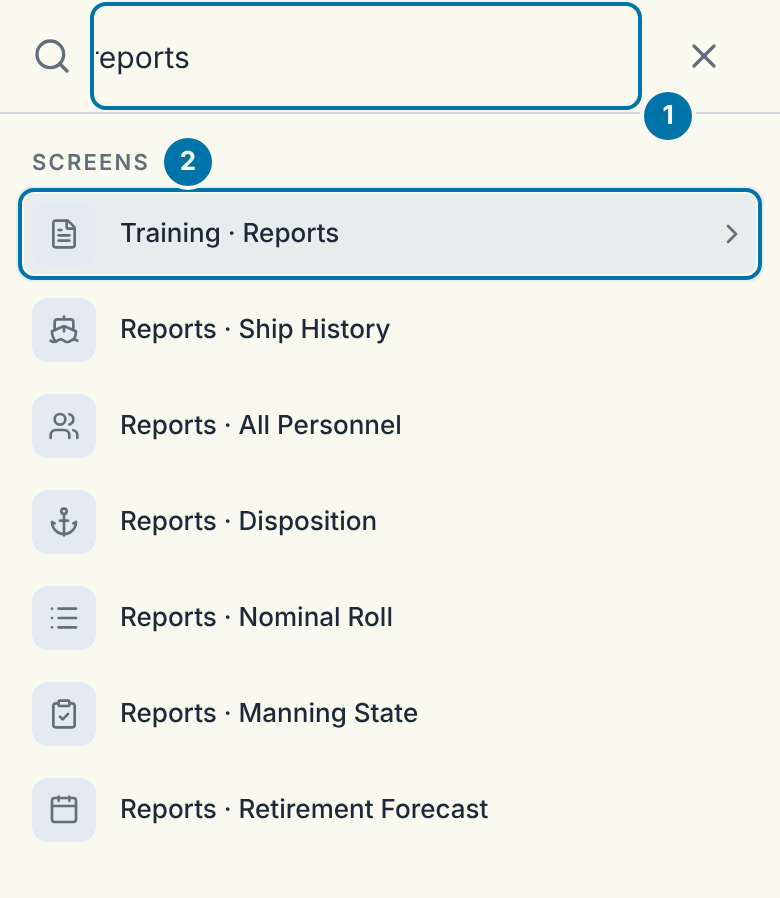 reports
1
SCREENS 2
Training · Reports
Reports · Ship History
Reports · All Personnel
Reports · Disposition
Reports · Nominal Roll
Reports · Manning State
Reports · Retirement Forecast